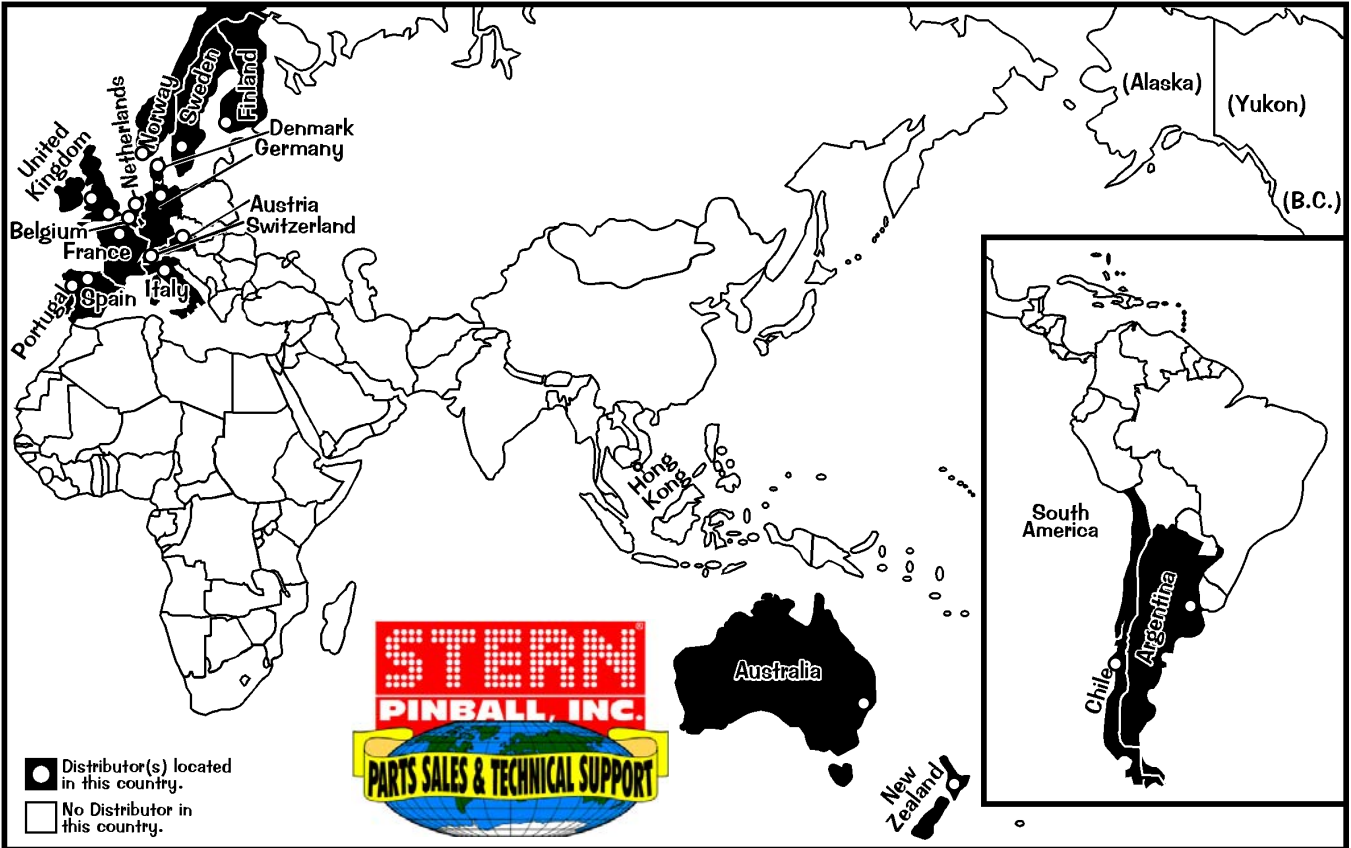 (Alaska)
(Yukon)
(B.C.)
Norway
Sweden
Finland
Netherlands
United
Kingdom
Denmark
Germany
Austria
Switzerland
Belgium
France
Portugal
Spain
Italy
Hong
Kong
South
America
Argentina
Chile
Australia
New
Zealand
STERN®
PINBALL, INC.
PARTS SALES & TECHNICAL SUPPORT
Distributor(s) located
in this country.
No Distributor in
this country.